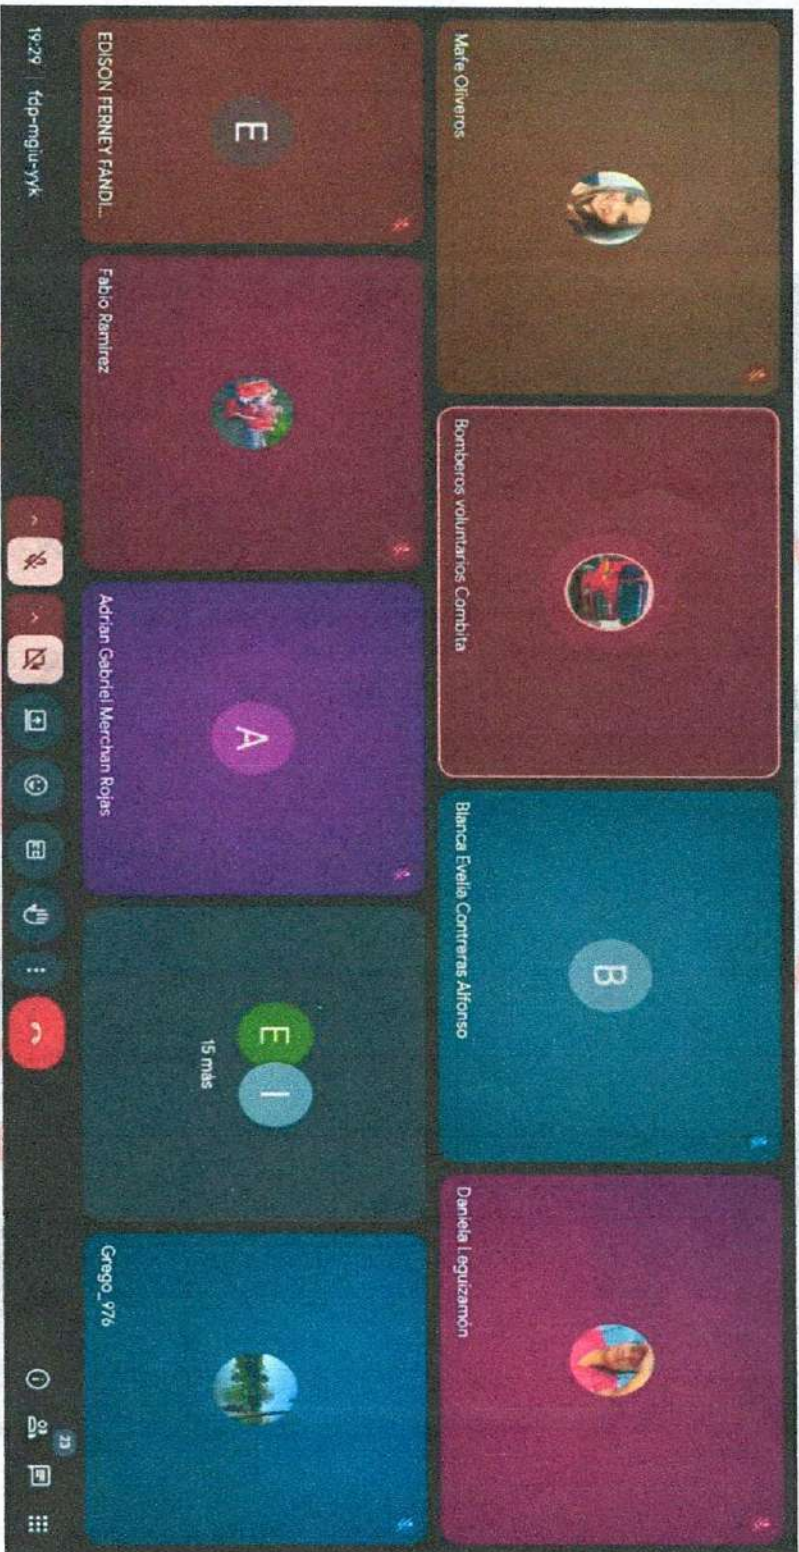 Mafe Oliveros
Bomberos voluntarios Combita
B
Blanca Evelia Contreras Alfonso
Daniela Leguizamón
E
EDISON FERNEY FANDI...
Fabio Ramirez
A
Adrian Gabriel Merchan Rojas
E I
15 más
Grego_976
19:29 | fdp-mgiu-yyk
23